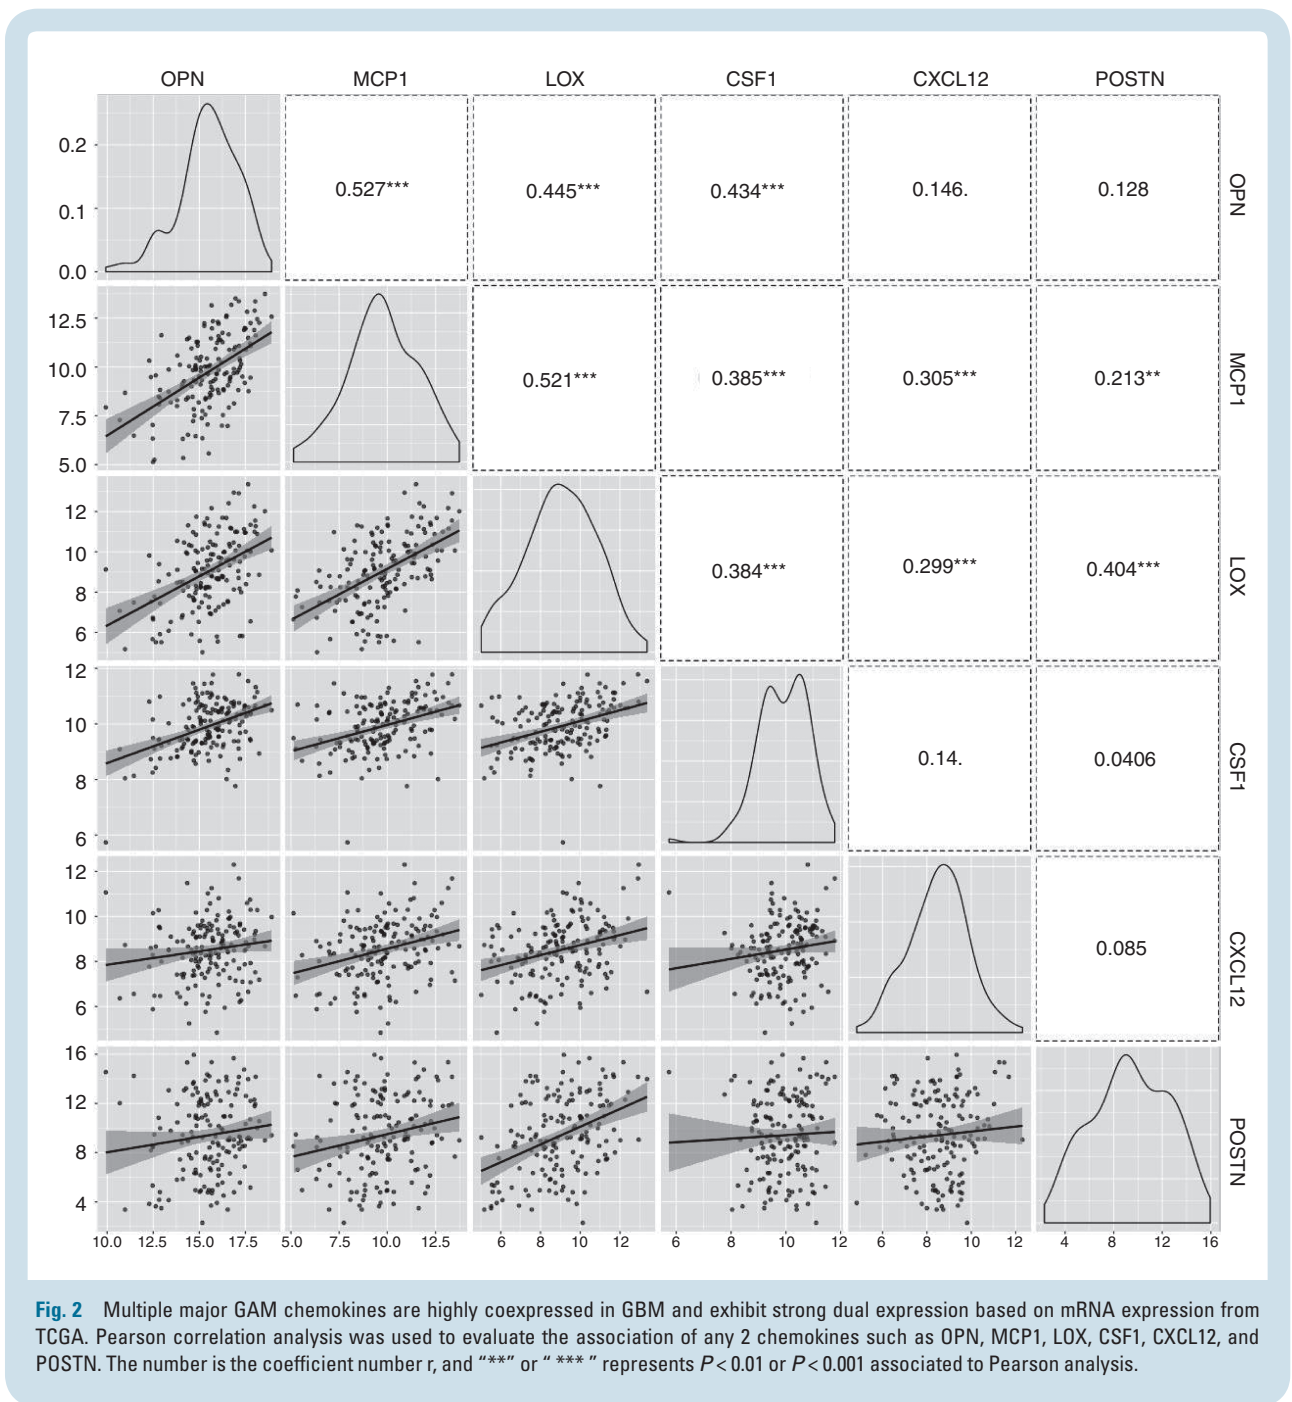 OPN MCP1 LOX CSF1 CXCL12 POSTN
0.2
0.1
0.0
0.527*** 0.445*** 0.434*** 0.146. 0.128
OPN
12.5
10.0
7.5
5.0
0.521*** 0.385*** 0.305*** 0.213**
MCP1
12
10
8
6
0.384*** 0.299*** 0.404***
LOX
12
10
8
6
0.14. 0.0406
CSF1
12
10
8
6
0.085
CXCL12
16
12
8
4
POSTN
10.0 12.5 15.0 17.5 5.0 7.5 10.0 12.5 6 8 10 12 6 8 10 12 6 8 10 12 4 8 12 16
Fig. 2 Multiple major GAM chemokines are highly coexpressed in GBM and exhibit strong dual expression based on mRNA expression from
TCGA. Pearson correlation analysis was used to evaluate the association of any 2 chemokines such as OPN, MCP1, LOX, CSF1, CXCL12, and
POSTN. The number is the coefficient number r, and “**” or “ *** ” represents P < 0.01 or P < 0.001 associated to Pearson analysis.